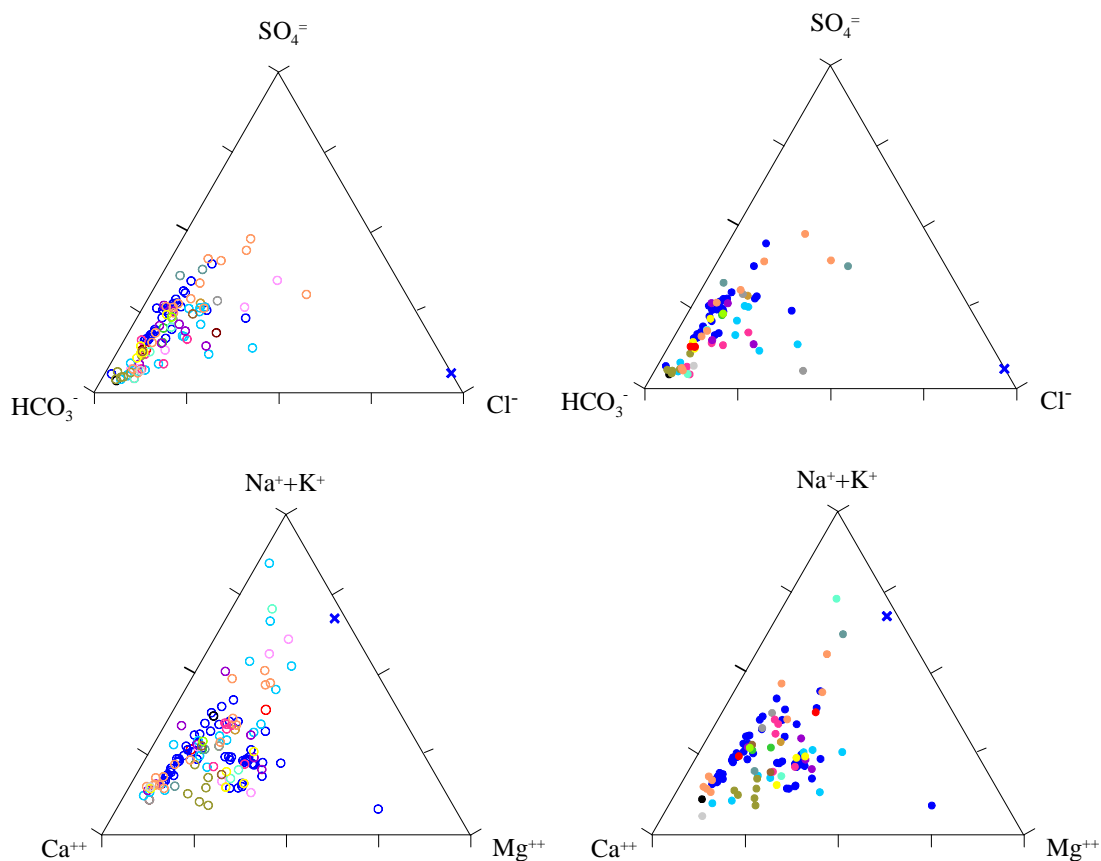 SO₄⁼ SO₄⁼
HCO₃⁻ Cl⁻ HCO₃⁻ Cl⁻
Na⁺+K⁺ Na⁺+K⁺
Ca⁺⁺ Mg⁺⁺ Ca⁺⁺ Mg⁺⁺